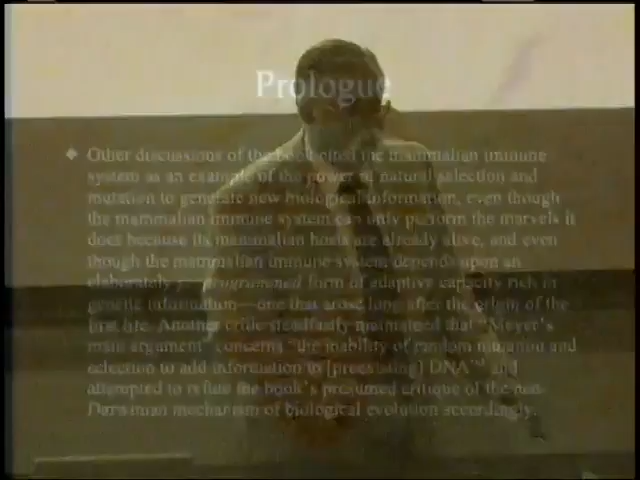 Prologue
❖ Other discussions of the book cited the mammalian immune
system as an example of the power of natural selection and
mutation to generate new biological information, even though
the mammalian immune system can only perform the marvels it
does because its mammalian hosts are already alive, and even
though the mammalian immune system depends upon an
elaborately preprogrammed form of adaptive capacity rich in
genetic information—one that arose long after the origin of the
first life. Another critic steadfastly maintained that “Meyer’s
main argument” concerns “the inability of random mutation and
selection to add information to [preexisting] DNA” and
attempted to refute the book’s presumed critique of the neo-
Darwinian mechanism of biological evolution accordingly.